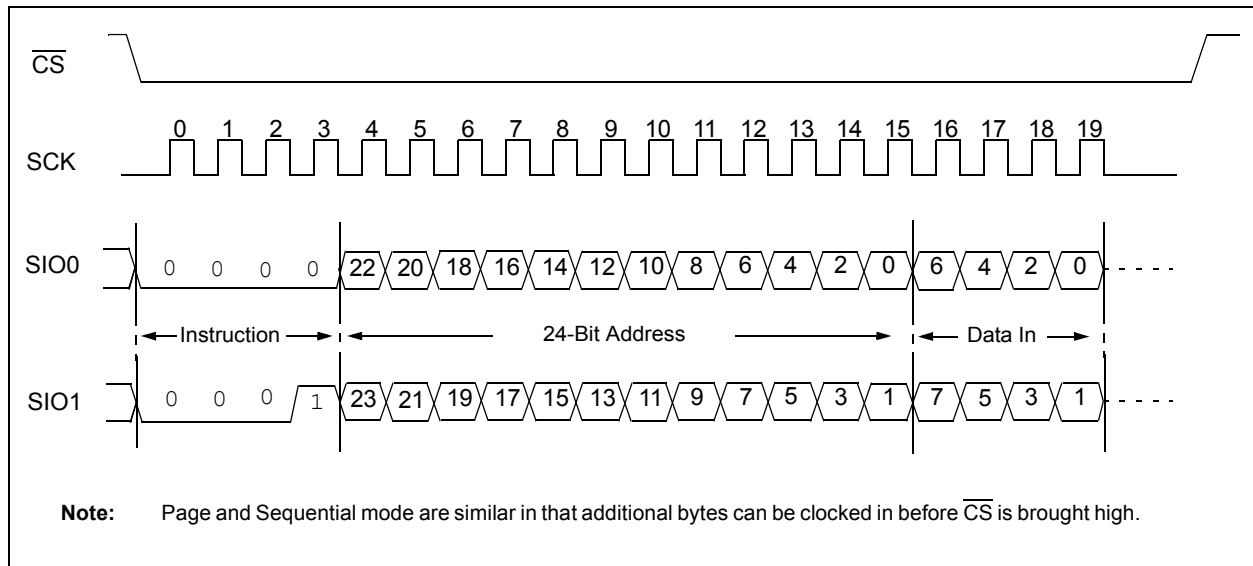 CS
0 1 2 3 4 5 6 7 8 9 10 11 12 13 14 15 16 17 18 19
SCK
SIO0 0 0 0 0 22 20 18 16 14 12 10 8 6 4 2 0 6 4 2 0
Instruction 24-Bit Address Data In
SIO1 0 0 0 1 23 21 19 17 15 13 11 9 7 5 3 1 7 5 3 1
Note: Page and Sequential mode are similar in that additional bytes can be clocked in before CS is brought high.